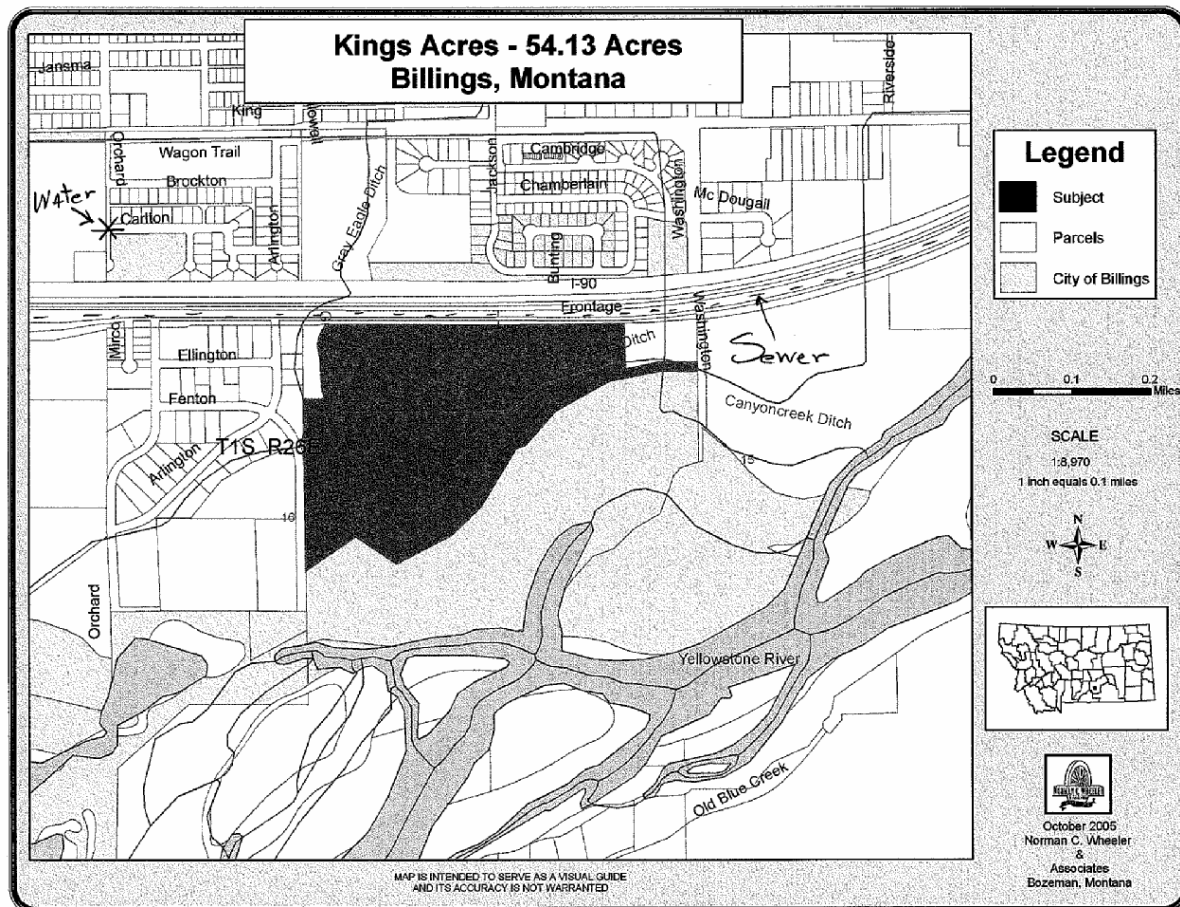 Kings Acres - 54.13 Acres
Billings, Montana
Jansma
King
Riverside
Orchard
Wagon Trail
Brockton
Carlton
Water
Arlington
Gray Eagle Ditch
Jackson
Cambridge
Chamberlain
Bunting
Washington
Mc Dougall
I-90
Frontage
Mirco
Ellington
Fenton
Arlington
T1S R26E
16
Ditch
Washington
Sewer
Canyoncreek Ditch
15
Orchard
Yellowstone River
Old Blue Creek
Legend
Subject
Parcels
City of Billings
0 0.1 0.2
Miles
SCALE
1:8,970
1 inch equals 0.1 miles
N
W E
S
NORMAN C. WHEELER
October 2005
Norman C. Wheeler
&
Associates
Bozeman, Montana
MAP IS INTENDED TO SERVE AS A VISUAL GUIDE
AND ITS ACCURACY IS NOT WARRANTED